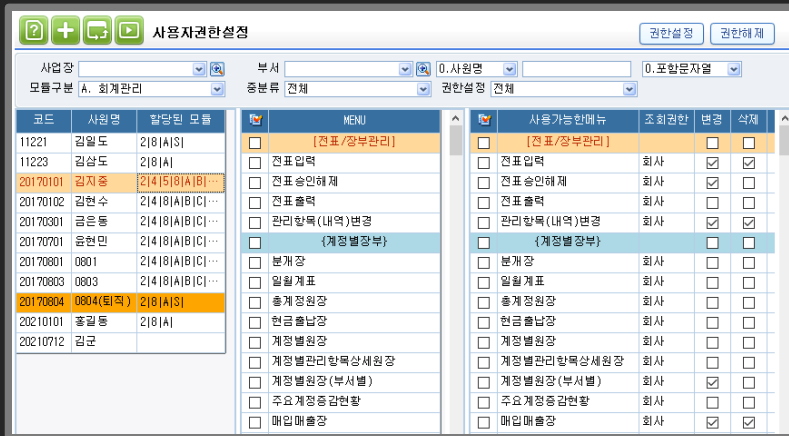 사용자권한설정
권한설정 권한해제
사업장 부서 0.사원명 0.포함문자열
모듈구분 A. 회계관리 중분류 전체 권한설정 전체
코드 사원명 할당된 모듈 MENU 사용가능한메뉴 조회권한 변경 삭제
11221 김일도 2|8|A|S| [전표/장부관리] [전표/장부관리]
11223 김삼도 2|8|A| 전표입력 전표입력 회사
20170101 김지중 2|4|5|8|A|B|··· 전표승인해제 전표승인해제 회사
20170102 김현수 2|4|8|A|B|C|··· 전표출력 전표출력 회사
20170301 금은동 2|4|8|A|B|C|··· 관리항목(내역)변경 관리항목(내역)변경 회사
20170701 윤현민 2|4|8|A|B|C|··· {계정별장부} {계정별장부}
20170801 0801 2|4|8|A|B|C|··· 분개장 분개장 회사
20170803 0803 2|4|8|A|B|C|··· 일월계표 일월계표 회사
20170804 0804(퇴직) 2|8|A|S| 총계정원장 총계정원장 회사
20210101 홍길동 2|8|A| 현금출납장 현금출납장 회사
20210712 김군 계정별원장 계정별원장 회사
계정별관리항목상세원장 계정별관리항목상세원장 회사
계정별원장(부서별) 계정별원장(부서별) 회사
주요계정증감현황 주요계정증감현황 회사
매입매출장 매입매출장 회사